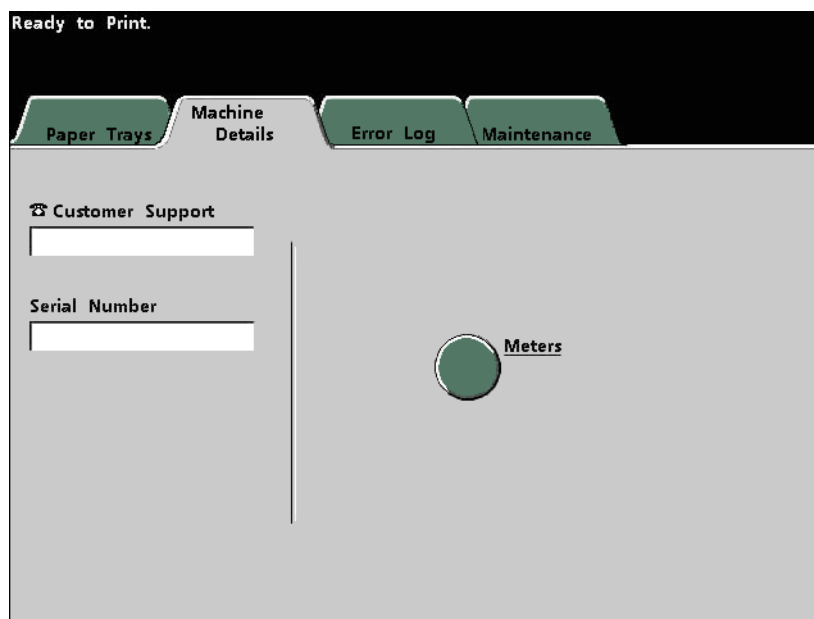 Ready to Print.
Paper Trays
Machine
Details
Error Log
Maintenance
☎ Customer Support
Serial Number
Meters